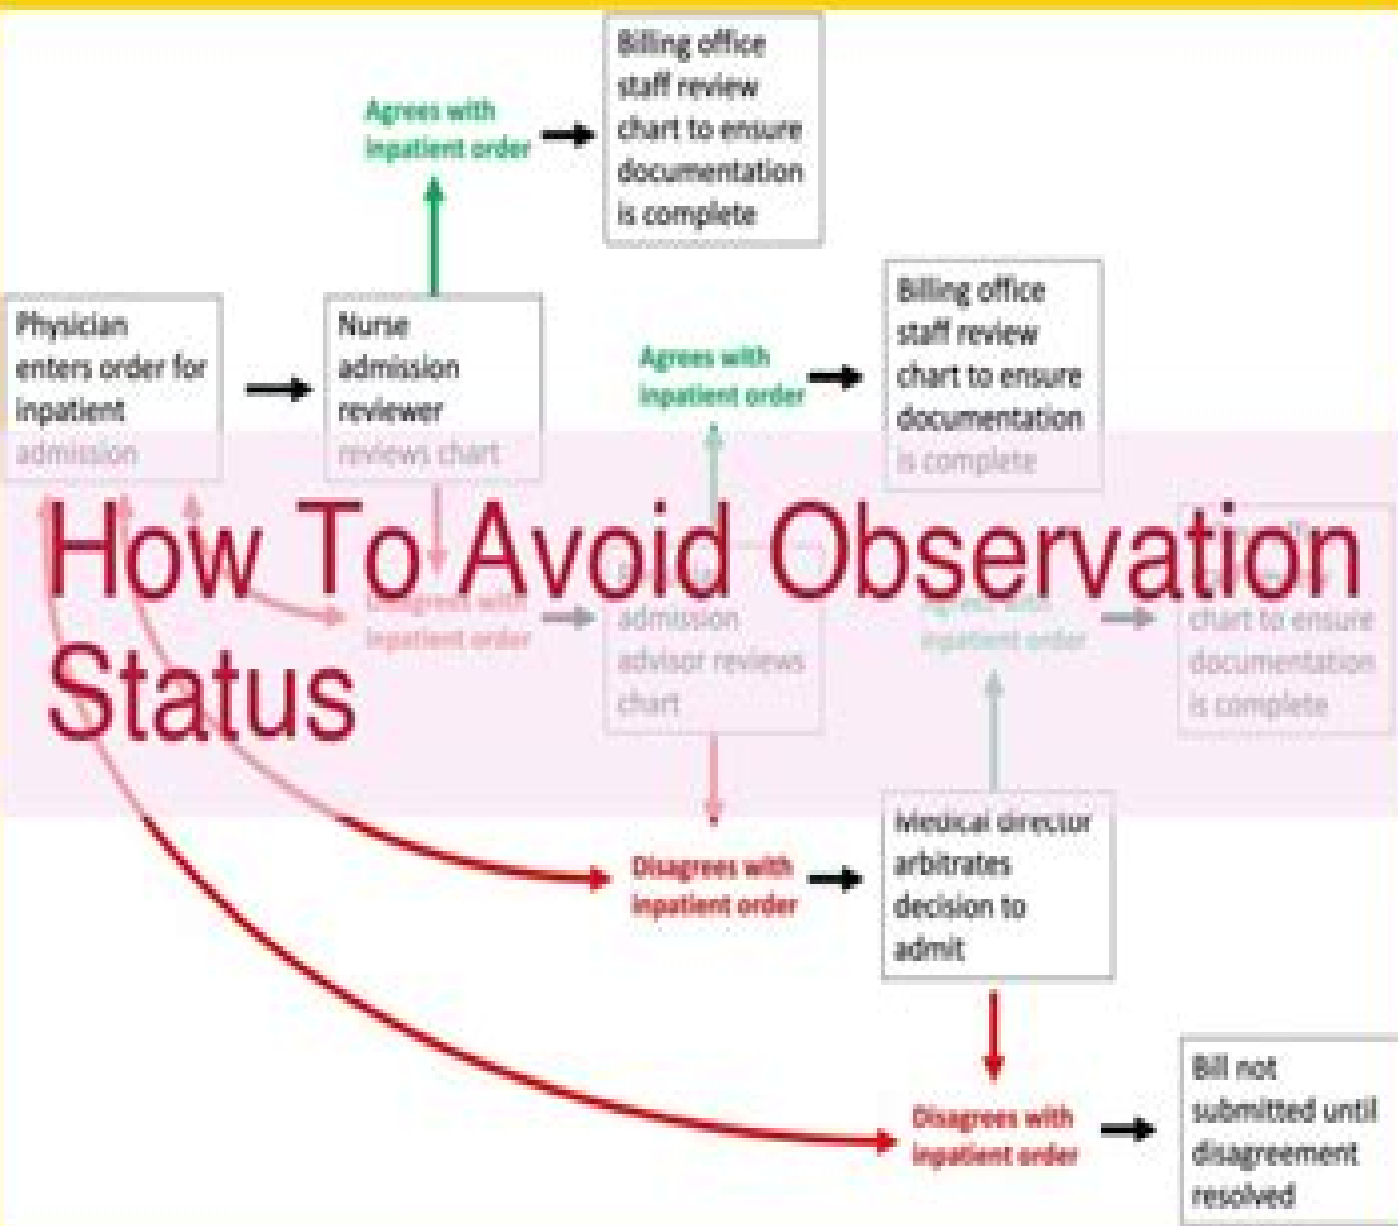 Billing office
staff review
chart to ensure
documentation
is complete
Agrees with
inpatient order
Physician
enters order for
inpatient
admission
Nurse
admission
reviewer
reviews chart
Agrees with
inpatient order
Billing office
staff review
chart to ensure
documentation
is complete
How To Avoid Observation
Status
Disagrees with
inpatient order
admission
advisor reviews
chart
Agrees with
inpatient order
chart to ensure
documentation
is complete
Disagrees with
inpatient order
Medical director
arbitrates
decision to
admit
Disagrees with
inpatient order
Bill not
submitted until
disagreement
resolved